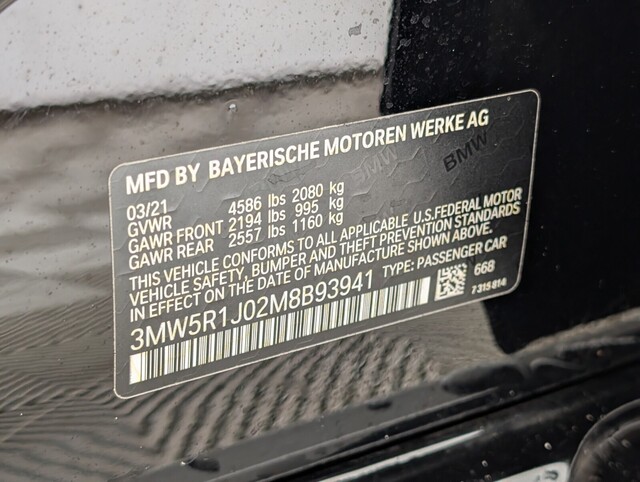 MFD BY BAYERISCHE MOTOREN WERKE AG
BMW BMW
03/21
GVWR 4586 lbs 2080 kg
GAWR FRONT 2194 lbs 995 kg
GAWR REAR 2557 lbs 1160 kg
THIS VEHICLE CONFORMS TO ALL APPLICABLE U.S.FEDERAL MOTOR
VEHICLE SAFETY, BUMPER AND THEFT PREVENTION STANDARDS
IN EFFECT ON THE DATE OF MANUFACTURE SHOWN ABOVE.
3MW5R1J02M8B93941 TYPE: PASSENGER CAR
668
7315814